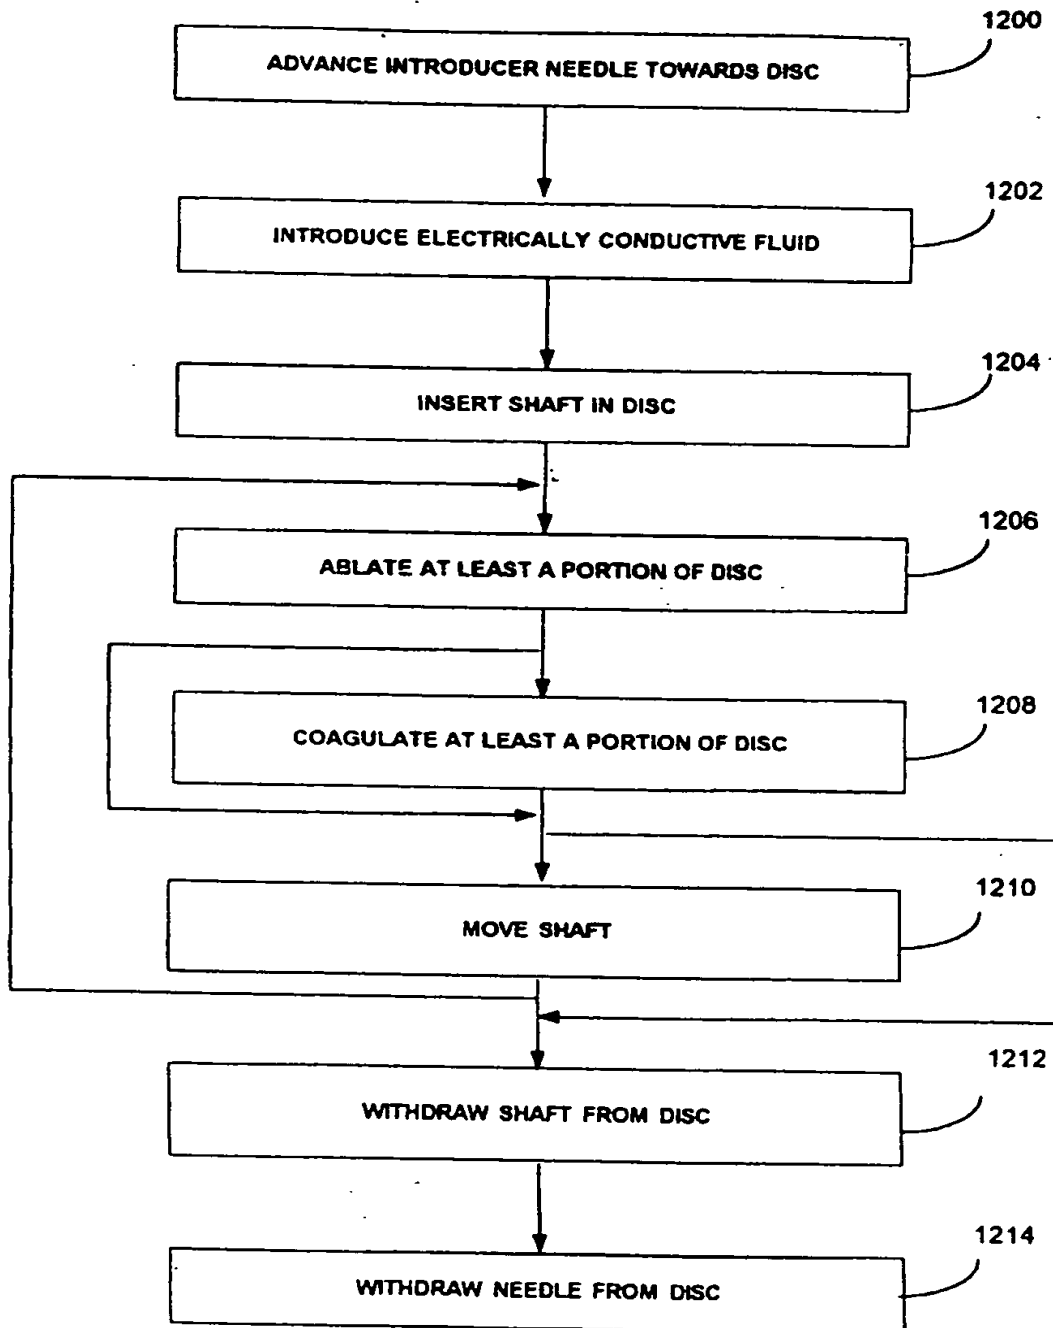 1200
ADVANCE INTRODUCER NEEDLE TOWARDS DISC
1202
INTRODUCE ELECTRICALLY CONDUCTIVE FLUID
1204
INSERT SHAFT IN DISC
1206
ABLATE AT LEAST A PORTION OF DISC
1208
COAGULATE AT LEAST A PORTION OF DISC
1210
MOVE SHAFT
1212
WITHDRAW SHAFT FROM DISC
1214
WITHDRAW NEEDLE FROM DISC